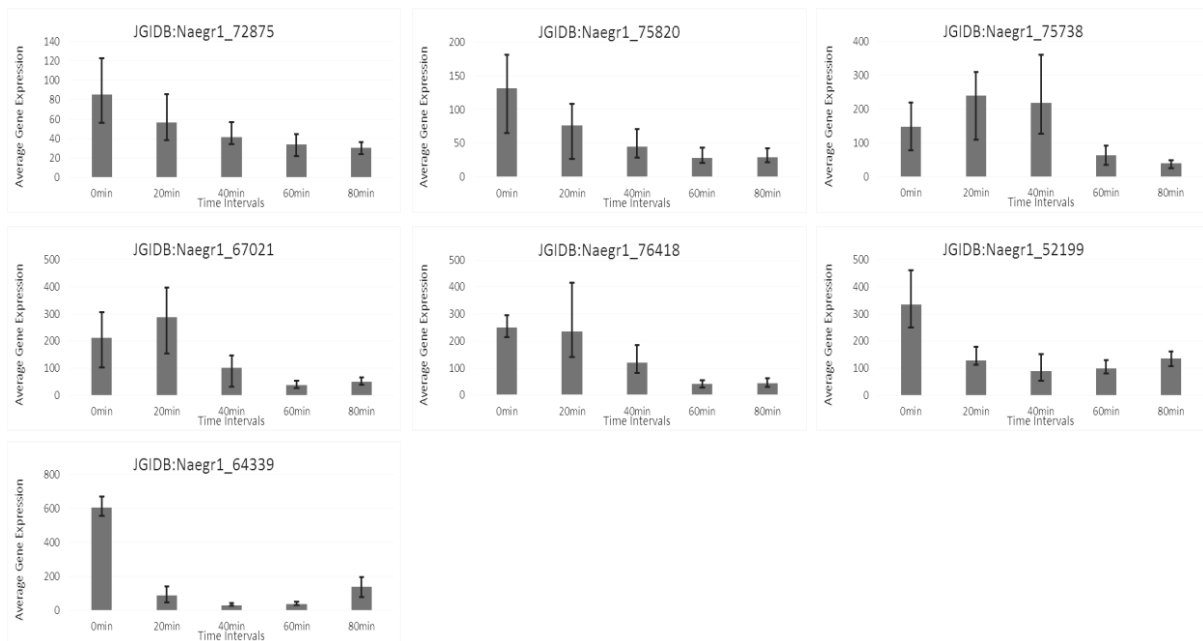 JGIDB:Naegr1_72875
Average Gene Expression
140
120
100
80
60
40
20
0
0min 20min 40min 60min 80min
Time Intervals
JGIDB:Naegr1_75820
Average Gene Expression
200
150
100
50
0
0min 20min 40min 60min 80min
Time Intervals
JGIDB:Naegr1_75738
Average Gene Expression
400
300
200
100
0
0min 20min 40min 60min 80min
Time Intervals
JGIDB:Naegr1_67021
Average Gene Expression
500
400
300
200
100
0
0min 20min 40min 60min 80min
Time Intervals
JGIDB:Naegr1_76418
Average Gene Expression
500
400
300
200
100
0
0min 20min 40min 60min 80min
Time Intervals
JGIDB:Naegr1_52199
Average Gene Expression
500
400
300
200
100
0
0min 20min 40min 60min 80min
Time Intervals
JGIDB:Naegr1_64339
Average Gene Expression
800
600
400
200
0
0min 20min 40min 60min 80min
Time Intervals